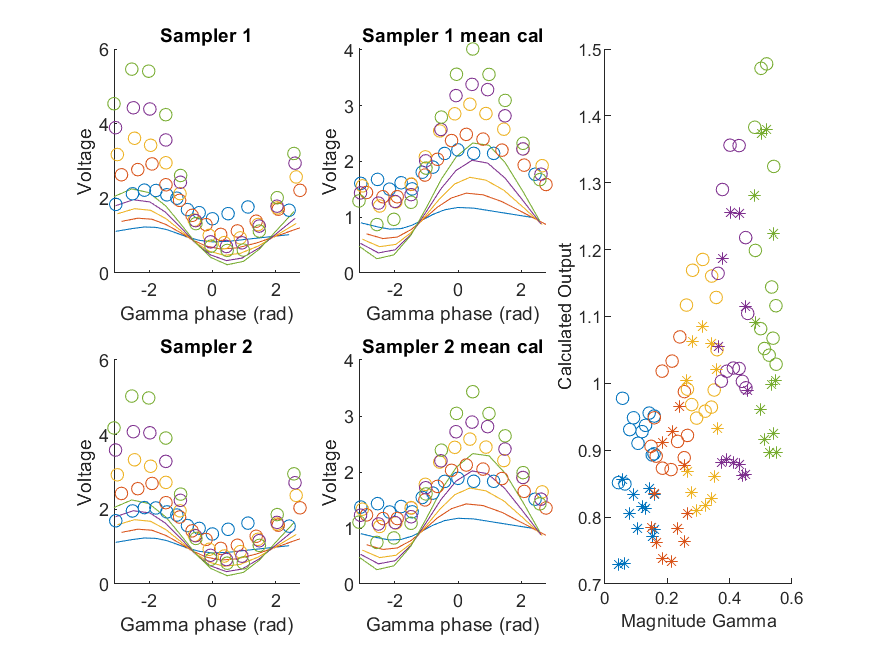 Sampler 1
6
4
2
0
Voltage
-2 0 2
Gamma phase (rad)
Sampler 1 mean cal
4
3
2
1
0
Voltage
-2 0 2
Gamma phase (rad)
Sampler 2
6
4
2
0
Voltage
-2 0 2
Gamma phase (rad)
Sampler 2 mean cal
4
3
2
1
0
Voltage
-2 0 2
Gamma phase (rad)
1.5
1.4
1.3
1.2
1.1
1
0.9
0.8
0.7
Calculated Output
0 0.2 0.4 0.6
Magnitude Gamma